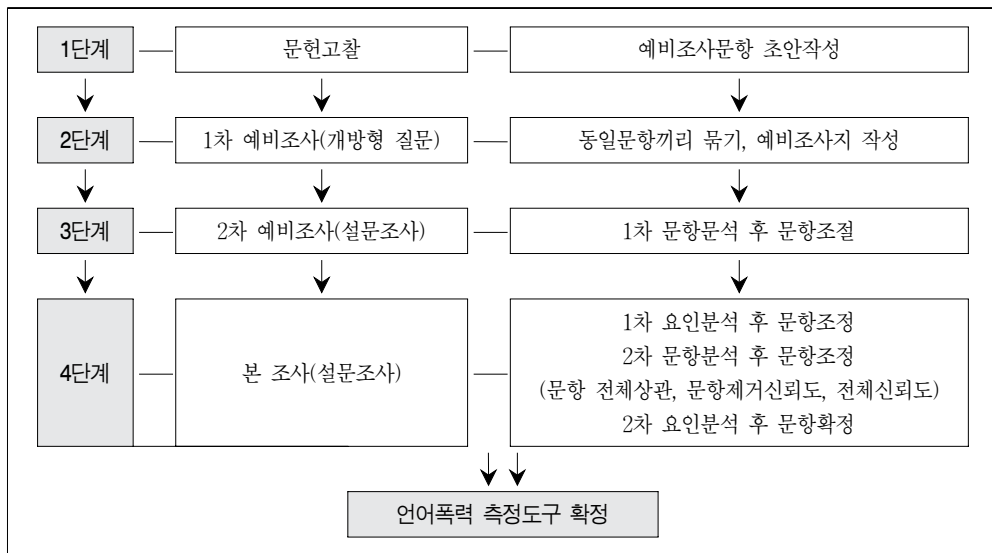 1단계
문헌고찰
예비조사문항 초안작성
2단계
1차 예비조사(개방형 질문)
동일문항끼리 묶기, 예비조사지 작성
3단계
2차 예비조사(설문조사)
1차 문항문석 후 문항조절
4단계
본 조사(설문조사)
1차 요인분석 후 문항조정
2차 문항분석 후 문항조정
(문항 전체상관, 문항제거신뢰도, 전체신뢰도)
2차 요인분석 후 문항확정
언어폭력 측정도구 확정